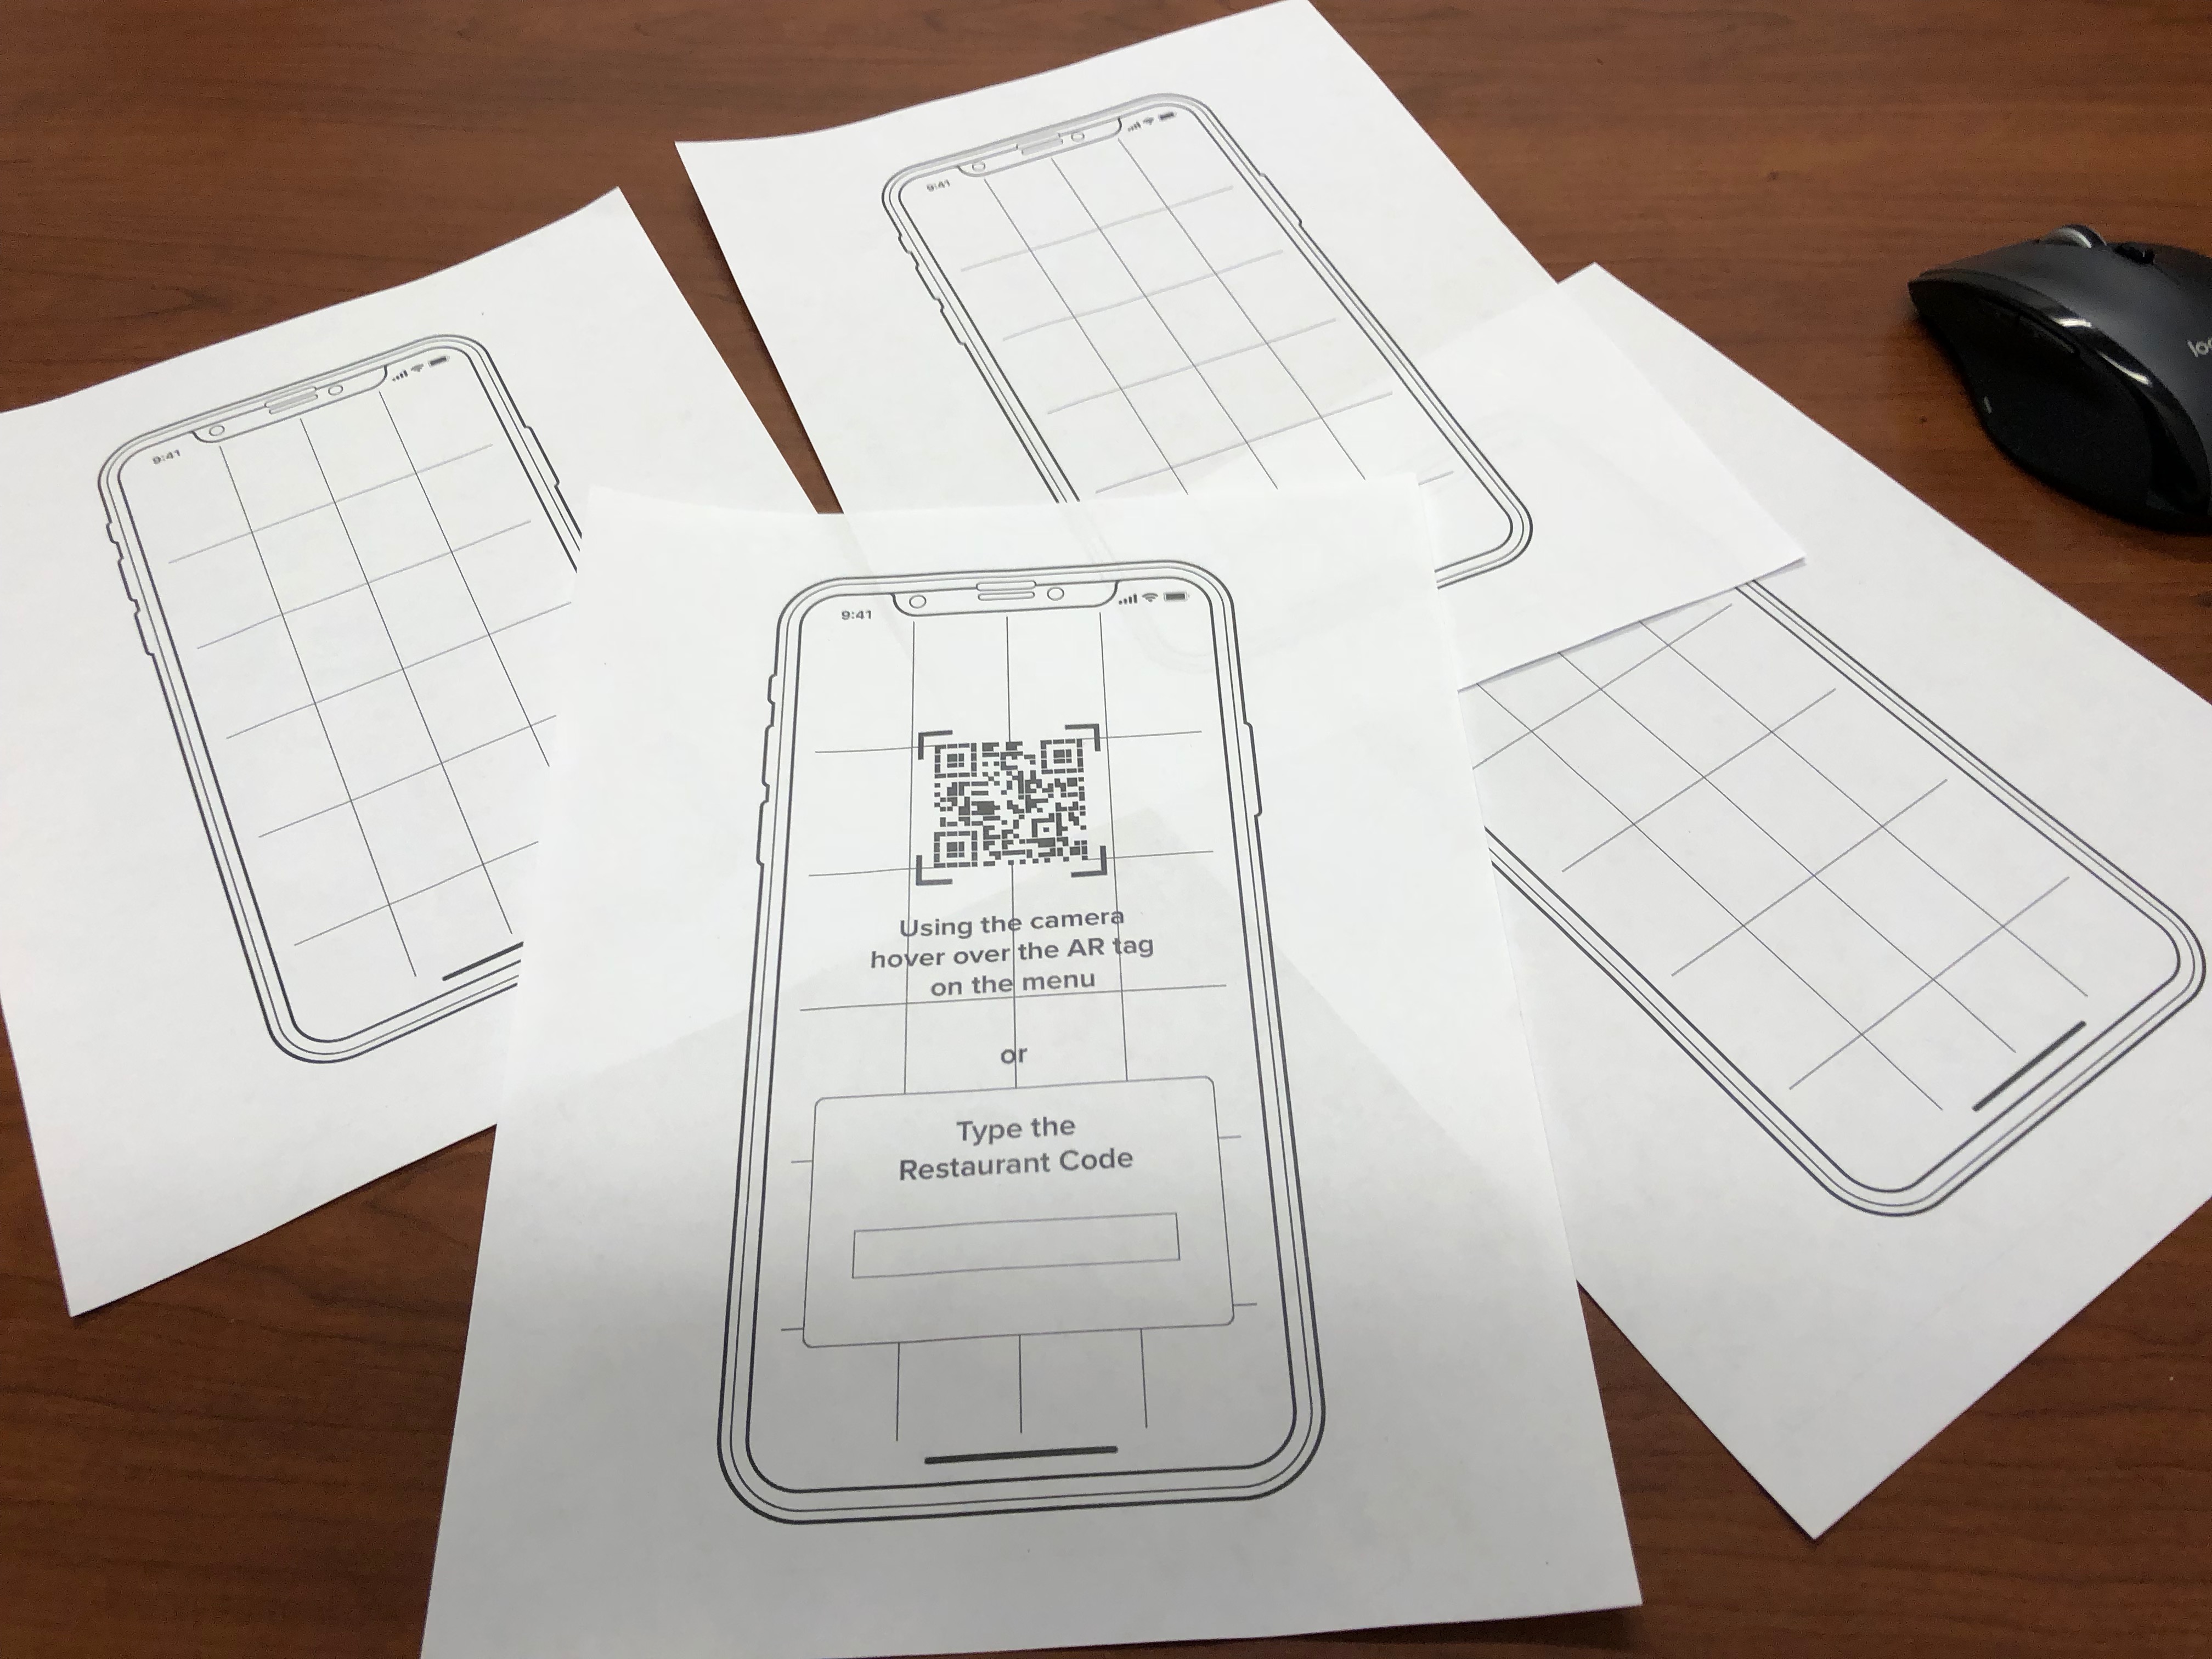 9:41
9:41
9:41
Using the camera
hover over the AR tag
on the menu
or
Type the
Restaurant Code